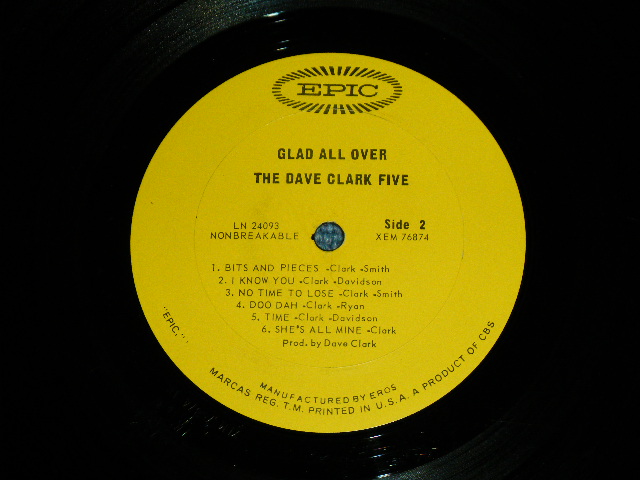 EPIC
GLAD ALL OVER
THE DAVE CLARK FIVE
LN 24093
NONBREAKABLE
Side 2
XEM 76874
1. BITS AND PIECES -Clark -Smith
2. I KNOW YOU -Clark -Davidson
3. NO TIME TO LOSE -Clark -Smith
4. DOO DAH -Clark -Ryan
5. TIME -Clark -Davidson
6. SHE'S ALL MINE -Clark
Prod. by Dave Clark
"EPIC,"
MANUFACTURED BY EROS
MARCAS REG. T.M. PRINTED IN U.S.A. A PRODUCT OF CBS